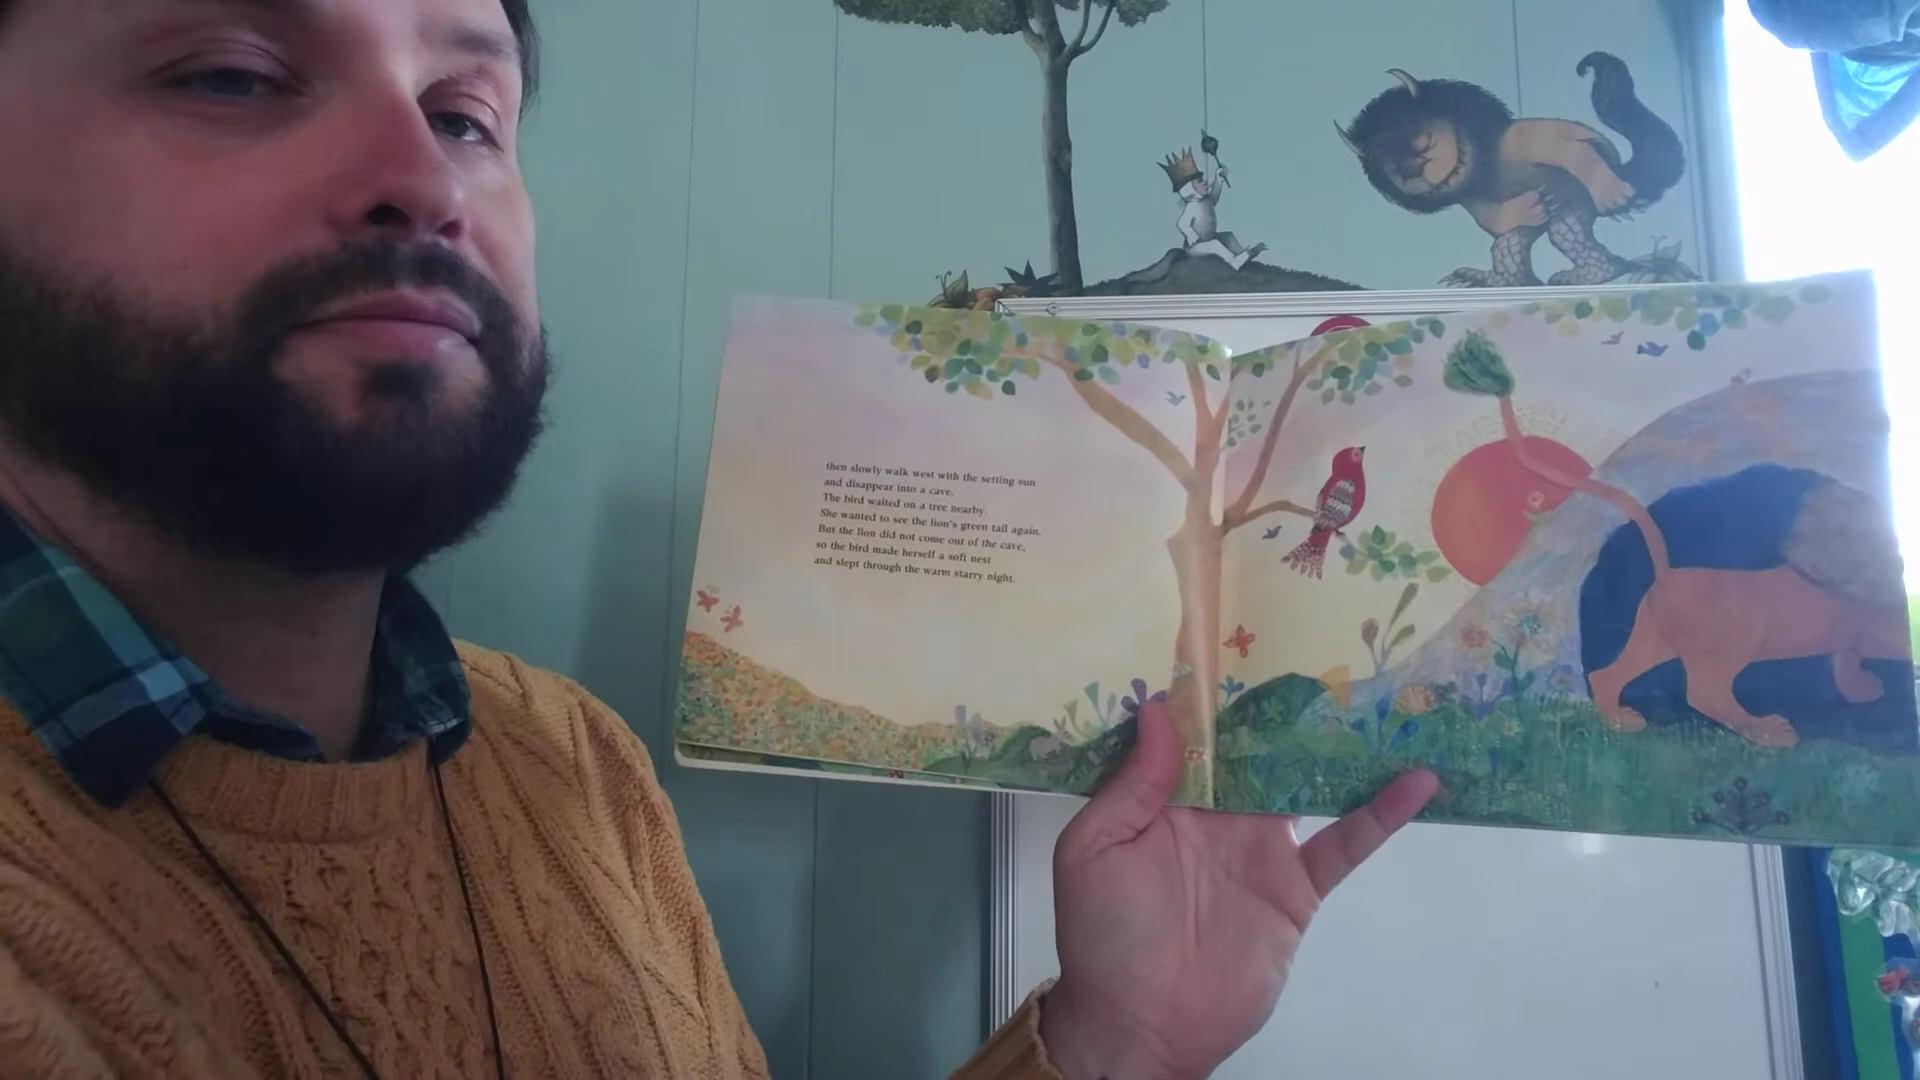 then slowly walk west with the setting sun
and disappear into a cave.
The bird waited on a tree nearby.
She wanted to see the lion's green tail again.
But the lion did not come out of the cave,
so the bird made herself a soft nest
and slept through the warm starry night.